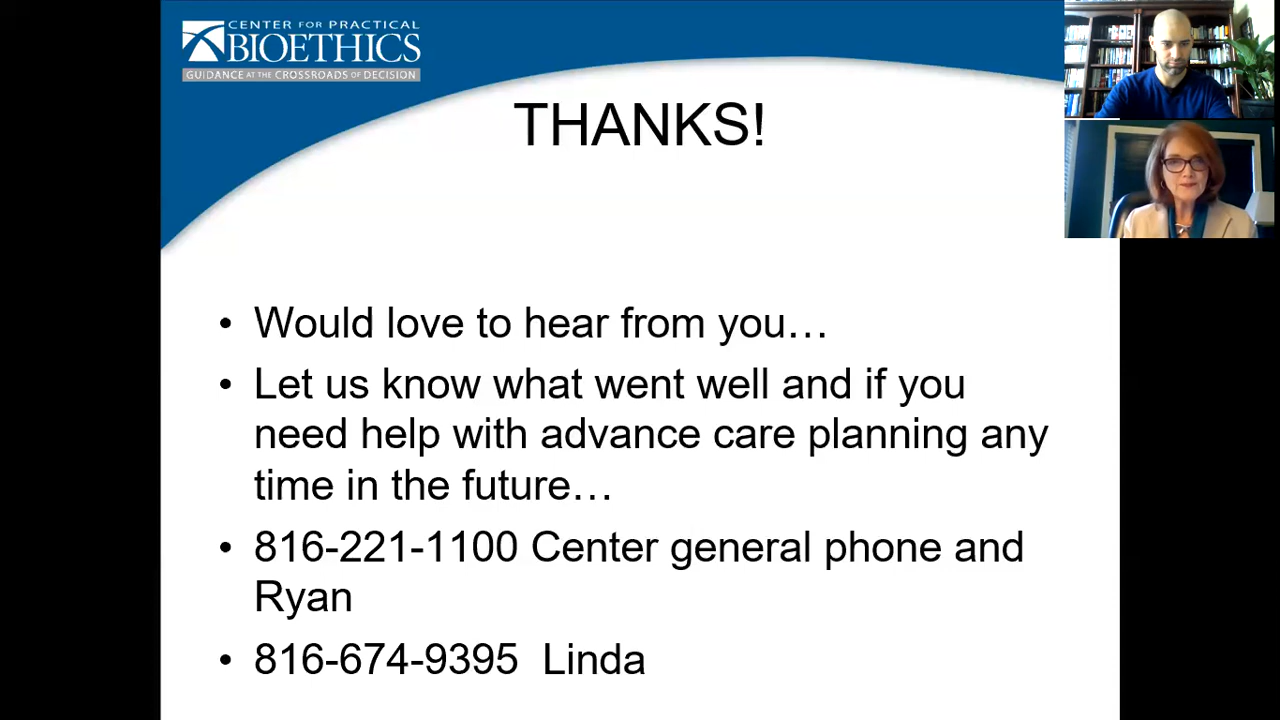 CENTER FOR PRACTICAL
BIOETHICS
GUIDANCE AT THE CROSSROADS OF DECISION
THANKS!
• Would love to hear from you…
• Let us know what went well and if you
need help with advance care planning any
time in the future…
• 816-221-1100 Center general phone and
Ryan
• 816-674-9395  Linda